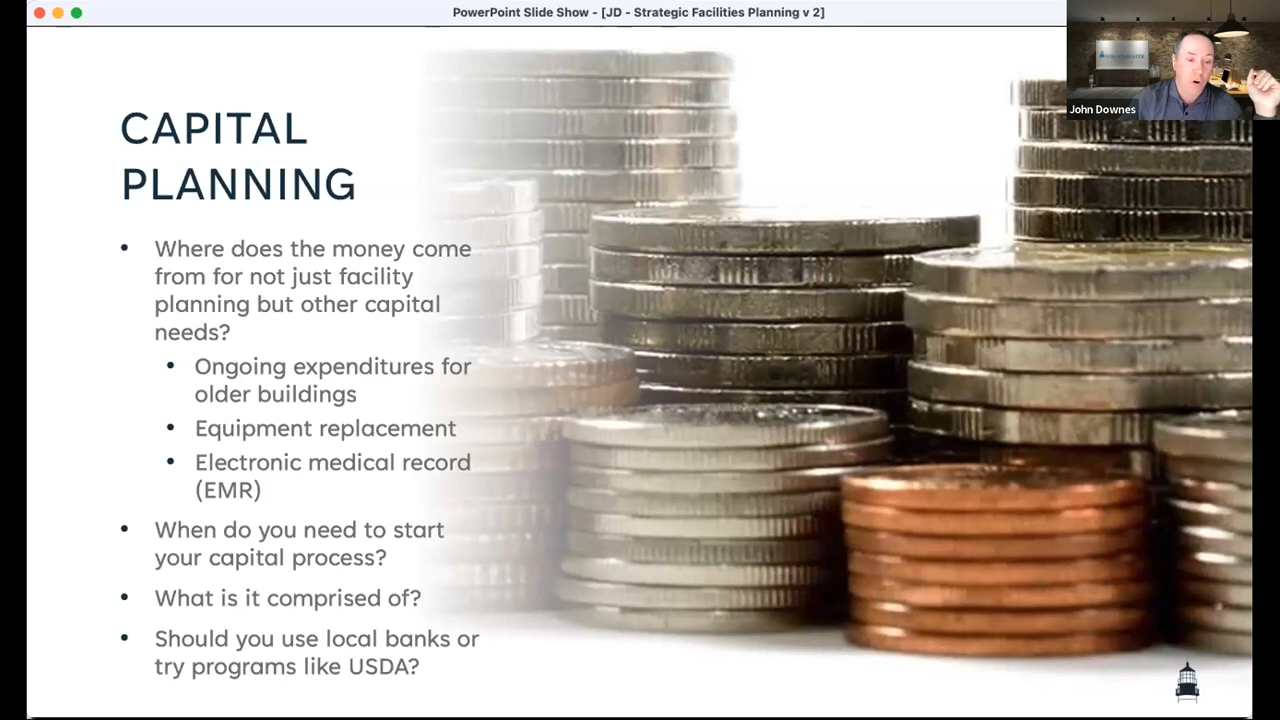 PowerPoint Slide Show - [JD - Strategic Facilities Planning v 2]
John Downes
CAPITAL
PLANNING
• Where does the money come
from for not just facility
planning but other capital
needs?
• Ongoing expenditures for
older buildings
• Equipment replacement
• Electronic medical record
(EMR)
• When do you need to start
your capital process?
• What is it comprised of?
• Should you use local banks or
try programs like USDA?